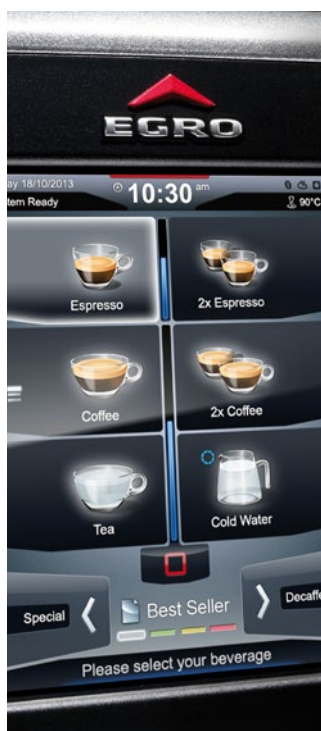 EGRO
ay 18/10/2013
10:30 am
tem Ready
90°C
Espresso
2x Espresso
Coffee
2x Coffee
Tea
Cold Water
Special
Best Seller
Decaffe
Please select your beverage